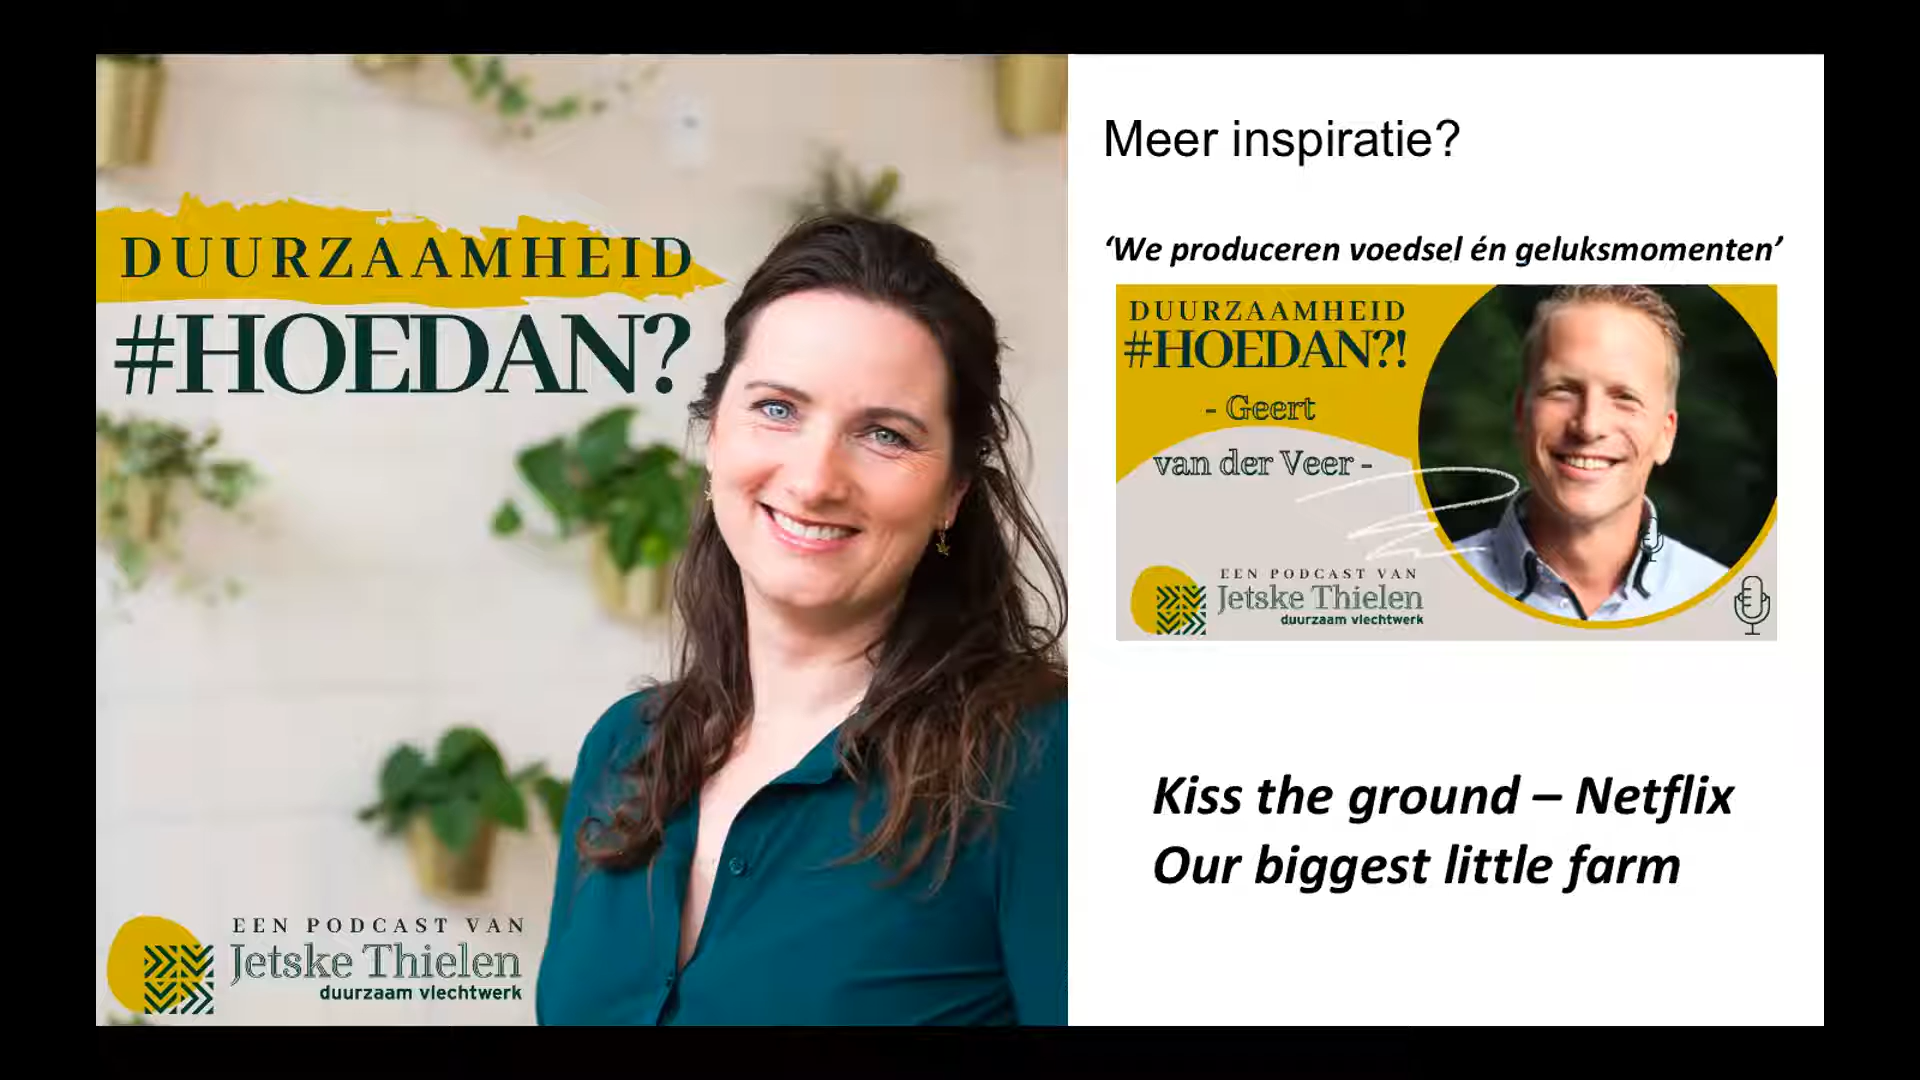 DUURZAAMHEID
#HOEDAN?
EEN PODCAST VAN
Jetske Thielen
duurzaam vlechtwerk
Meer inspiratie?
‘We produceren voedsel én geluksmomenten’
DUURZAAMHEID
#HOEDAN?!
- Geert
van der Veer -
EEN PODCAST VAN
Jetske Thielen
duurzaam vlechtwerk
Kiss the ground – Netflix
Our biggest little farm